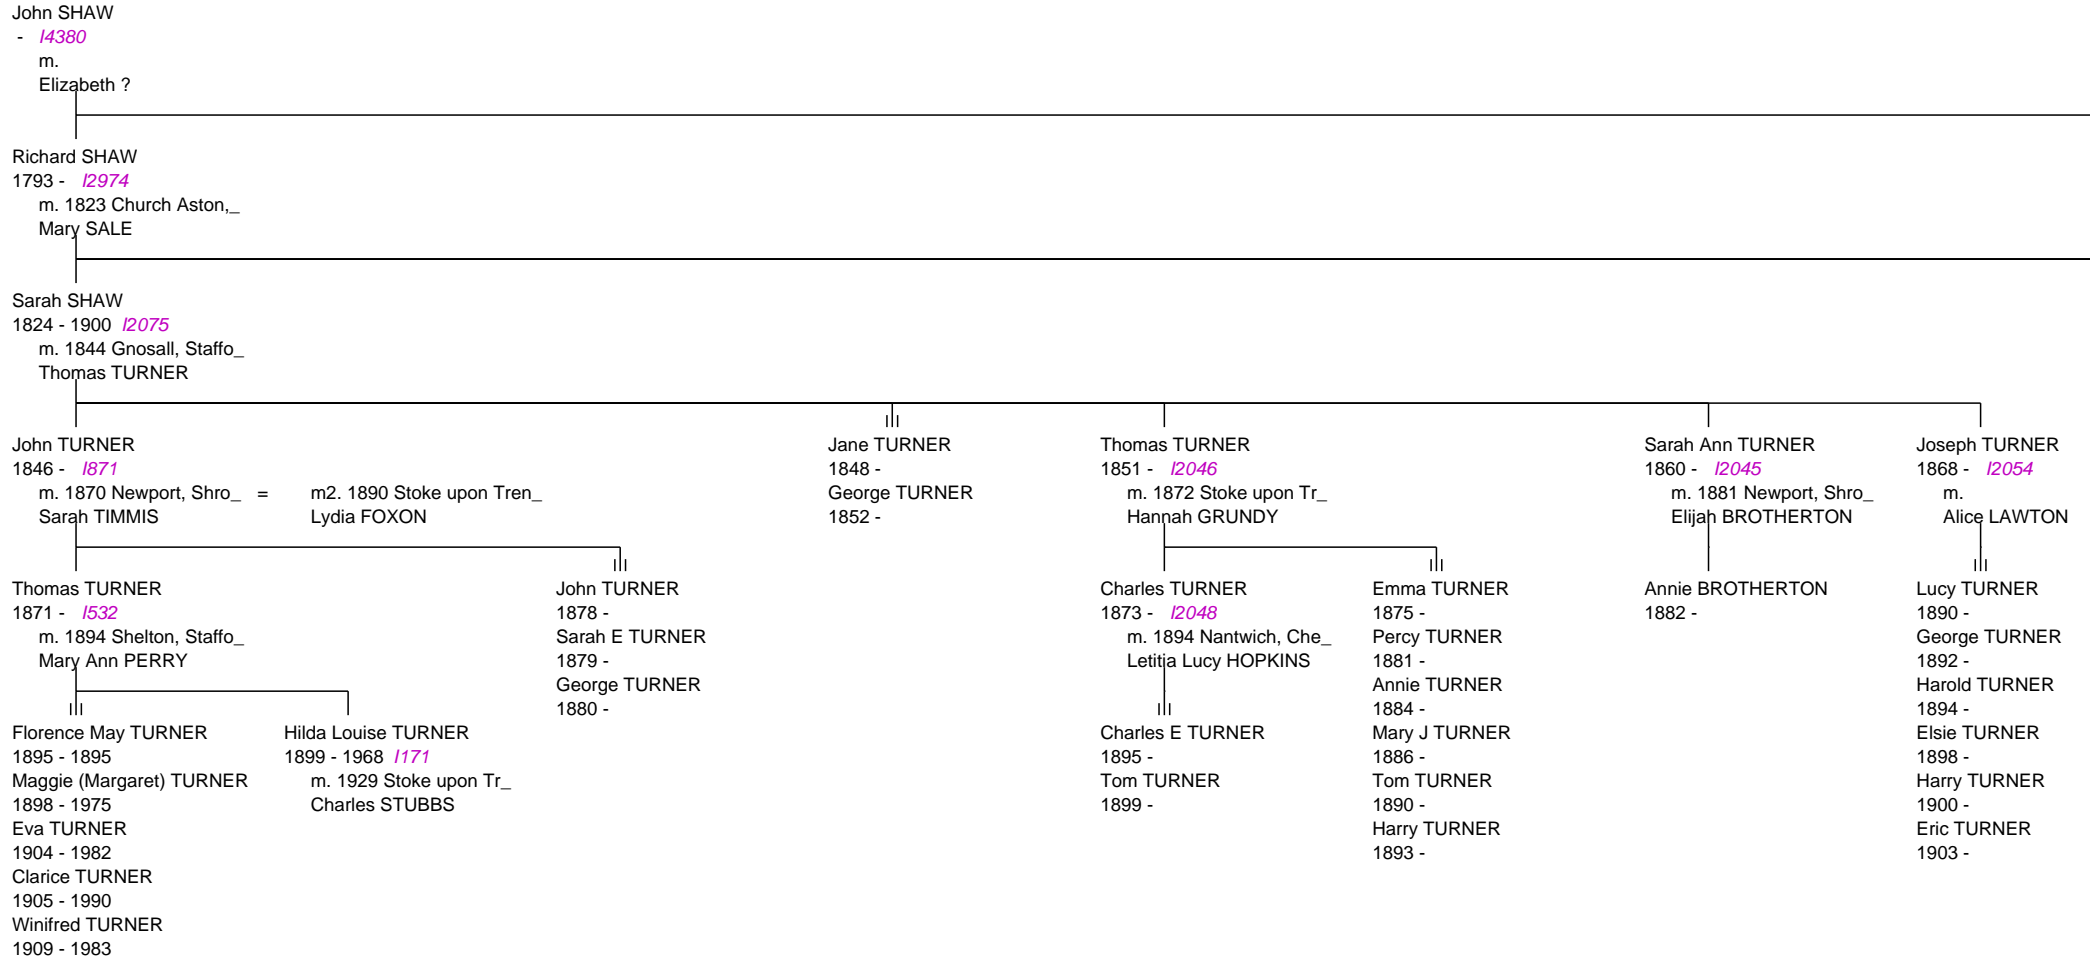 John SHAW
- I4380
m.
Elizabeth ?
Richard SHAW
1793 - I2974
m. 1823 Church Aston,_
Mary SALE
Sarah SHAW
1824 - 1900 I2075
m. 1844 Gnosall, Staffo_
Thomas TURNER
John TURNER
1846 - I871
m. 1870 Newport, Shro_ = m2. 1890 Stoke upon Tren_
Sarah TIMMIS Lydia FOXON
Jane TURNER
1848 -
George TURNER
1852 -
Thomas TURNER
1851 - I2046
m. 1872 Stoke upon Tr_
Hannah GRUNDY
Sarah Ann TURNER
1860 - I2045
m. 1881 Newport, Shro_
Elijah BROTHERTON
Joseph TURNER
1868 - I2054
m.
Alice LAWTON
Thomas TURNER
1871 - I532
m. 1894 Shelton, Staffo_
Mary Ann PERRY
John TURNER
1878 -
Sarah E TURNER
1879 -
George TURNER
1880 -
Charles TURNER
1873 - I2048
m. 1894 Nantwich, Che_
Letitia Lucy HOPKINS
Emma TURNER
1875 -
Percy TURNER
1881 -
Annie TURNER
1884 -
Mary J TURNER
1886 -
Tom TURNER
1890 -
Harry TURNER
1893 -
Annie BROTHERTON
1882 -
Lucy TURNER
1890 -
George TURNER
1892 -
Harold TURNER
1894 -
Elsie TURNER
1898 -
Harry TURNER
1900 -
Eric TURNER
1903 -
Florence May TURNER
1895 - 1895
Maggie (Margaret) TURNER
1898 - 1975
Eva TURNER
1904 - 1982
Clarice TURNER
1905 - 1990
Winifred TURNER
1909 - 1983
Hilda Louise TURNER
1899 - 1968 I171
m. 1929 Stoke upon Tr_
Charles STUBBS
Charles E TURNER
1895 -
Tom TURNER
1899 -